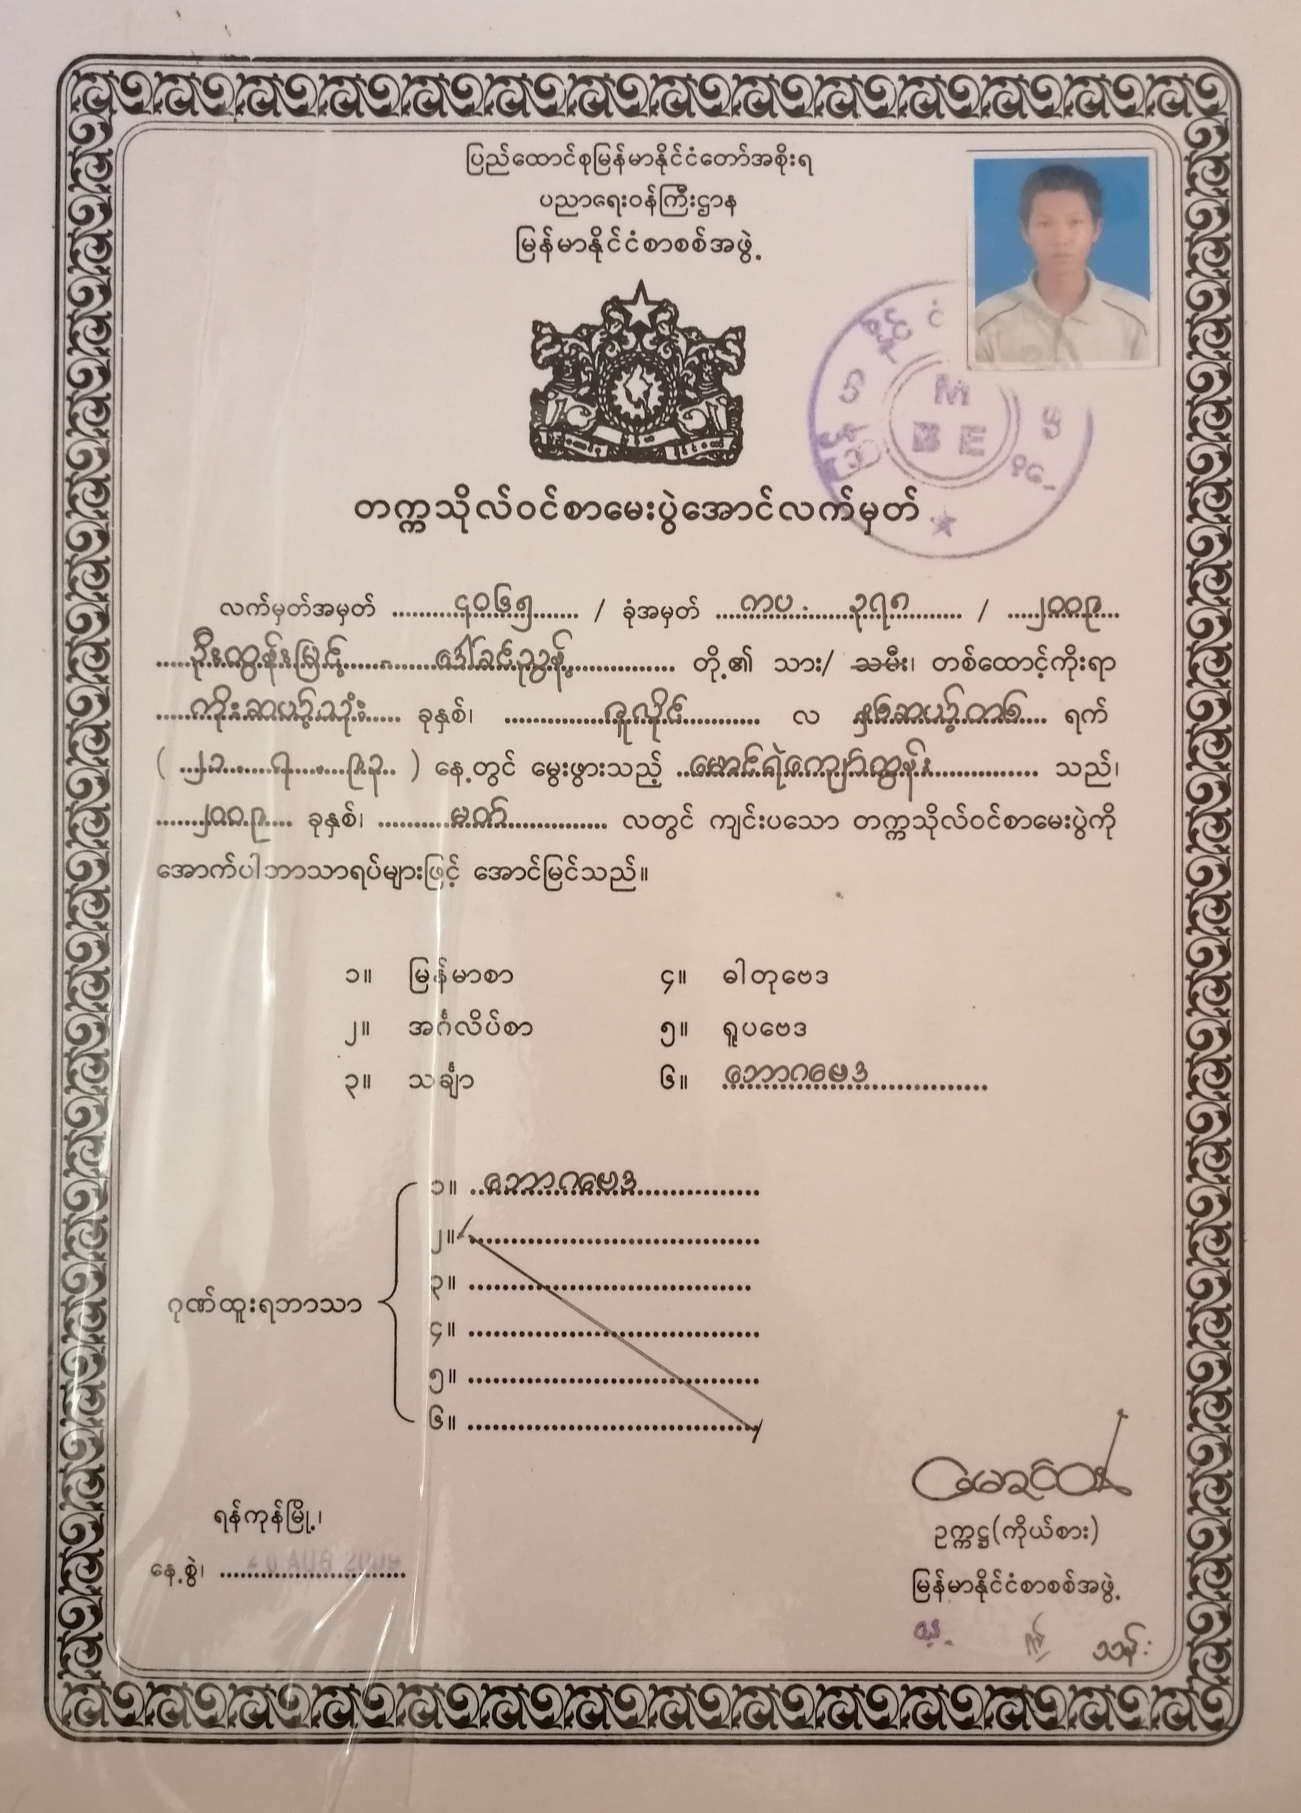 ပြည်ထောင်စုမြန်မာနိုင်ငံတော်အစိုးရ
ပညာရေးဝန်ကြီးဌာန
မြန်မာနိုင်ငံစာစစ်အဖွဲ့
M
B E
တက္ကသိုလ်ဝင်စာမေးပွဲအောင်လက်မှတ်
လက်မှတ်အမှတ် ၄၀၆၅ / ခုံအမှတ် ကပ ၃၇၈ / ၂၀၀၉
ဦးထွန်းမြင့် ဒေါ်ခင်ညွန့် တို့၏ သား/ သမီး၊ တစ်ထောင့်ကိုးရာ
ကိုးဆယ့်သုံး ခုနှစ်၊ ဇူလိုင် လ နှစ်ဆယ့်တစ် ရက်
( ၂၁ . ၇ . ၉၃ ) နေ့တွင် မွေးဖွားသည့် မောင်ရဲကျော်ထွန်း သည်၊
၂၀၀၉ ခုနှစ်၊ မတ် လတွင် ကျင်းပသော တက္ကသိုလ်ဝင်စာမေးပွဲကို
အောက်ပါဘာသာရပ်များဖြင့် အောင်မြင်သည်။
၁။ မြန်မာစာ ၄။ ဓါတုဗေဒ
၂။ အင်္ဂလိပ်စာ ၅။ ရူပဗေဒ
၃။ သင်္ချာ ၆။ ဘောဂဗေဒ
၁။ ဘောဂဗေဒ
၂။
၃။
ဂုဏ်ထူးရဘာသာ
၄။
၅။
၆။
ရန်ကုန်မြို့၊
ဥက္ကဋ္ဌ(ကိုယ်စား)
နေ့စွဲ၊ AUG 2009
မြန်မာနိုင်ငံစာစစ်အဖွဲ့